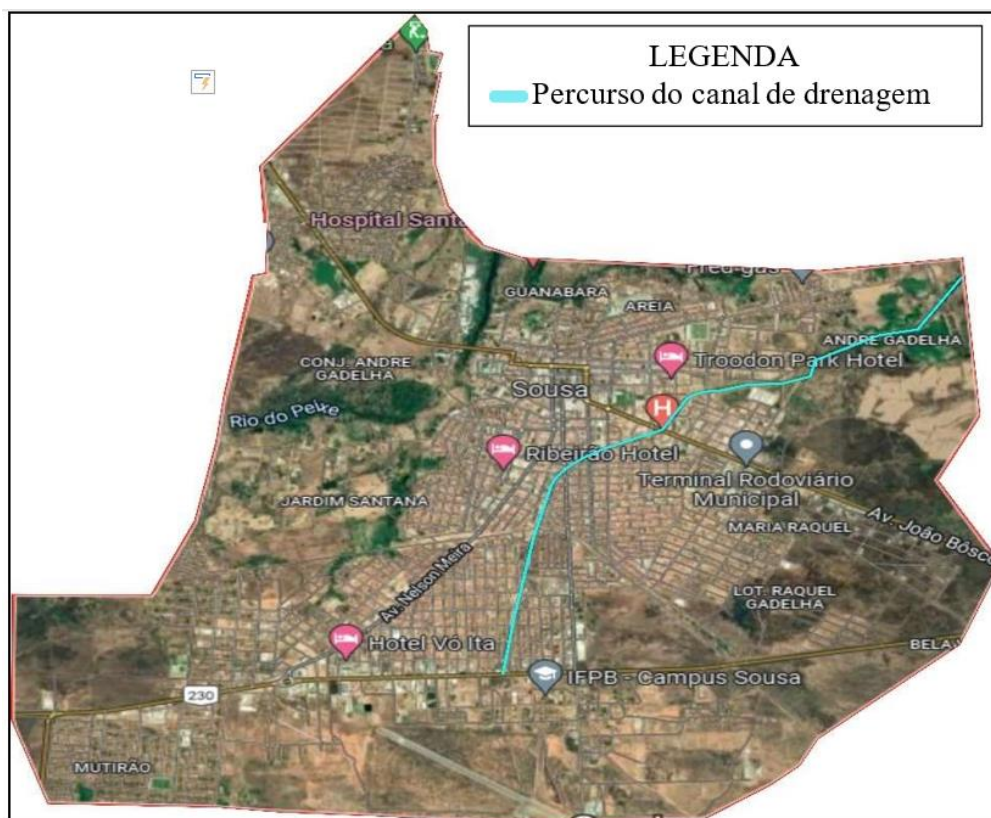 LEGENDA
Percurso do canal de drenagem
Hospital Santa
Fred-gás
GUANABARA
AREIA
ANDRE GADELHA
CONJ. ANDRE
GADELHA
Troodon Park Hotel
Sousa
H
Rio do Peixe
Ribeirão Hotel
Terminal Rodoviário
Municipal
JARDIM SANTANA
MARIA RAQUEL
Av. João Bôsco
Av. Nelson Meira
LOT. RAQUEL
GADELHA
Hotel Vó Ita
BELA
IFPB - Campus Sousa
230
MUTIRÃO